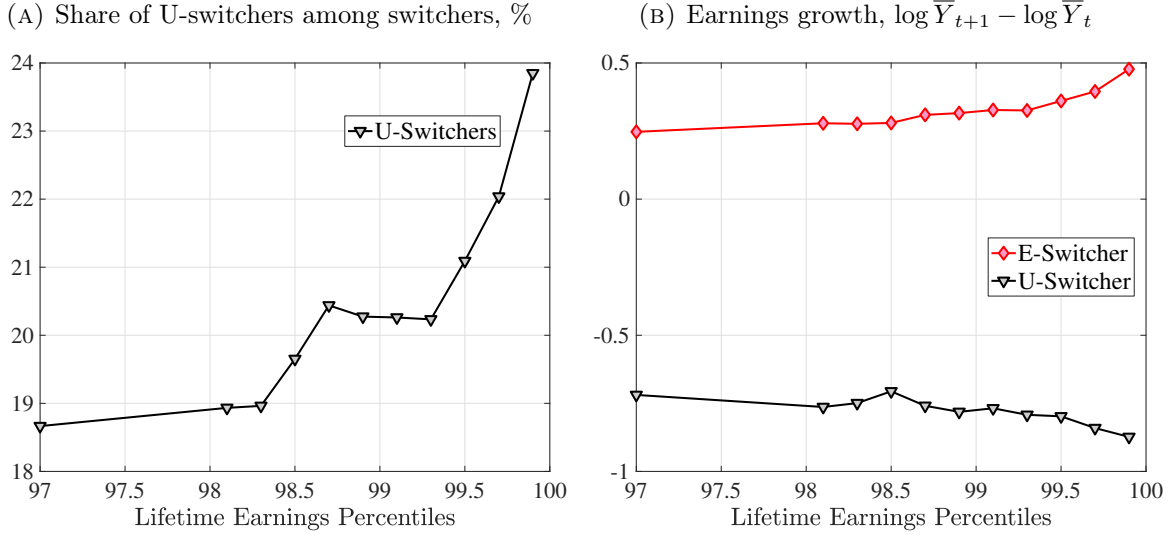 (A) Share of U-switchers among switchers, %
24
23
22
21
20
19
18
U-Switchers
97 97.5 98 98.5 99 99.5 100
Lifetime Earnings Percentiles
(B) Earnings growth, log Y̅ₜ₊₁ − log Y̅ₜ
0.5
0
-0.5
-1
E-Switcher
U-Switcher
97 97.5 98 98.5 99 99.5 100
Lifetime Earnings Percentiles